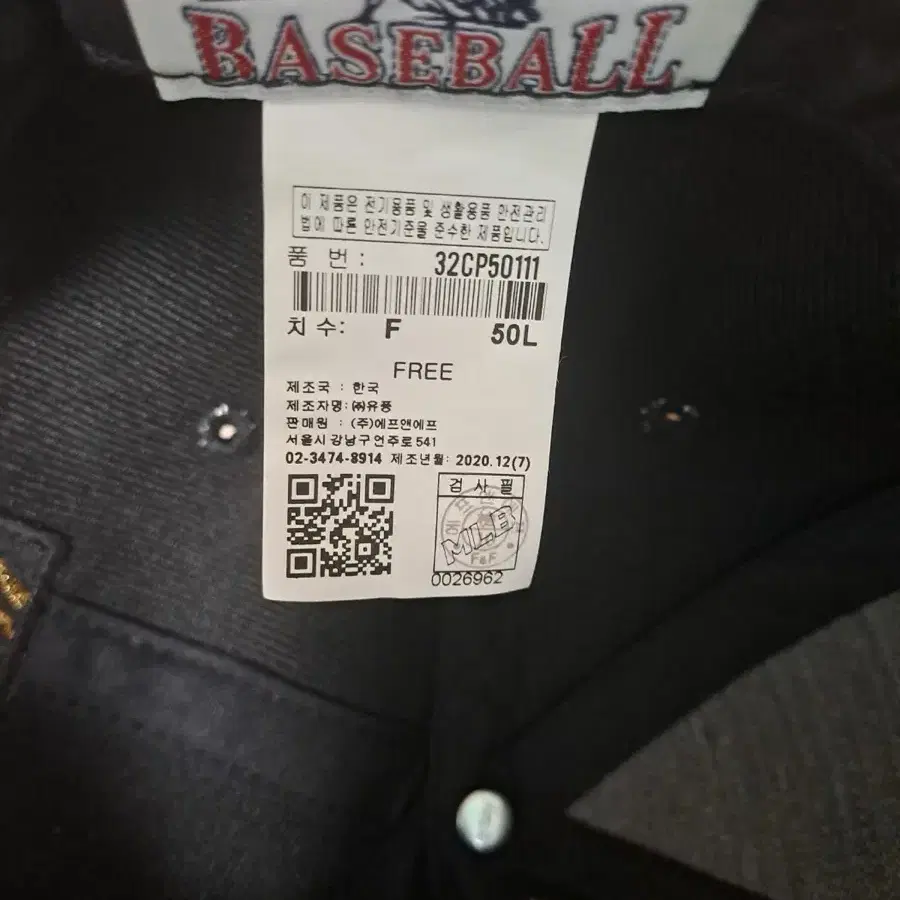 BASEBALL
이 제품은 전기용품 및 생활용품 안전관리
법에 따른 안전기준을 준수한 제품입니다.
품 번 : 32CP50111
치 수: F 50L
FREE
제조국 : 한국
제조자명: ㈜유풍
판매원 : (주)에프앤에프
서울시 강남구 언주로 541
02-3474-8914 제조년월: 2020.12(7)
검 사 필
MLB
F&F
0026962